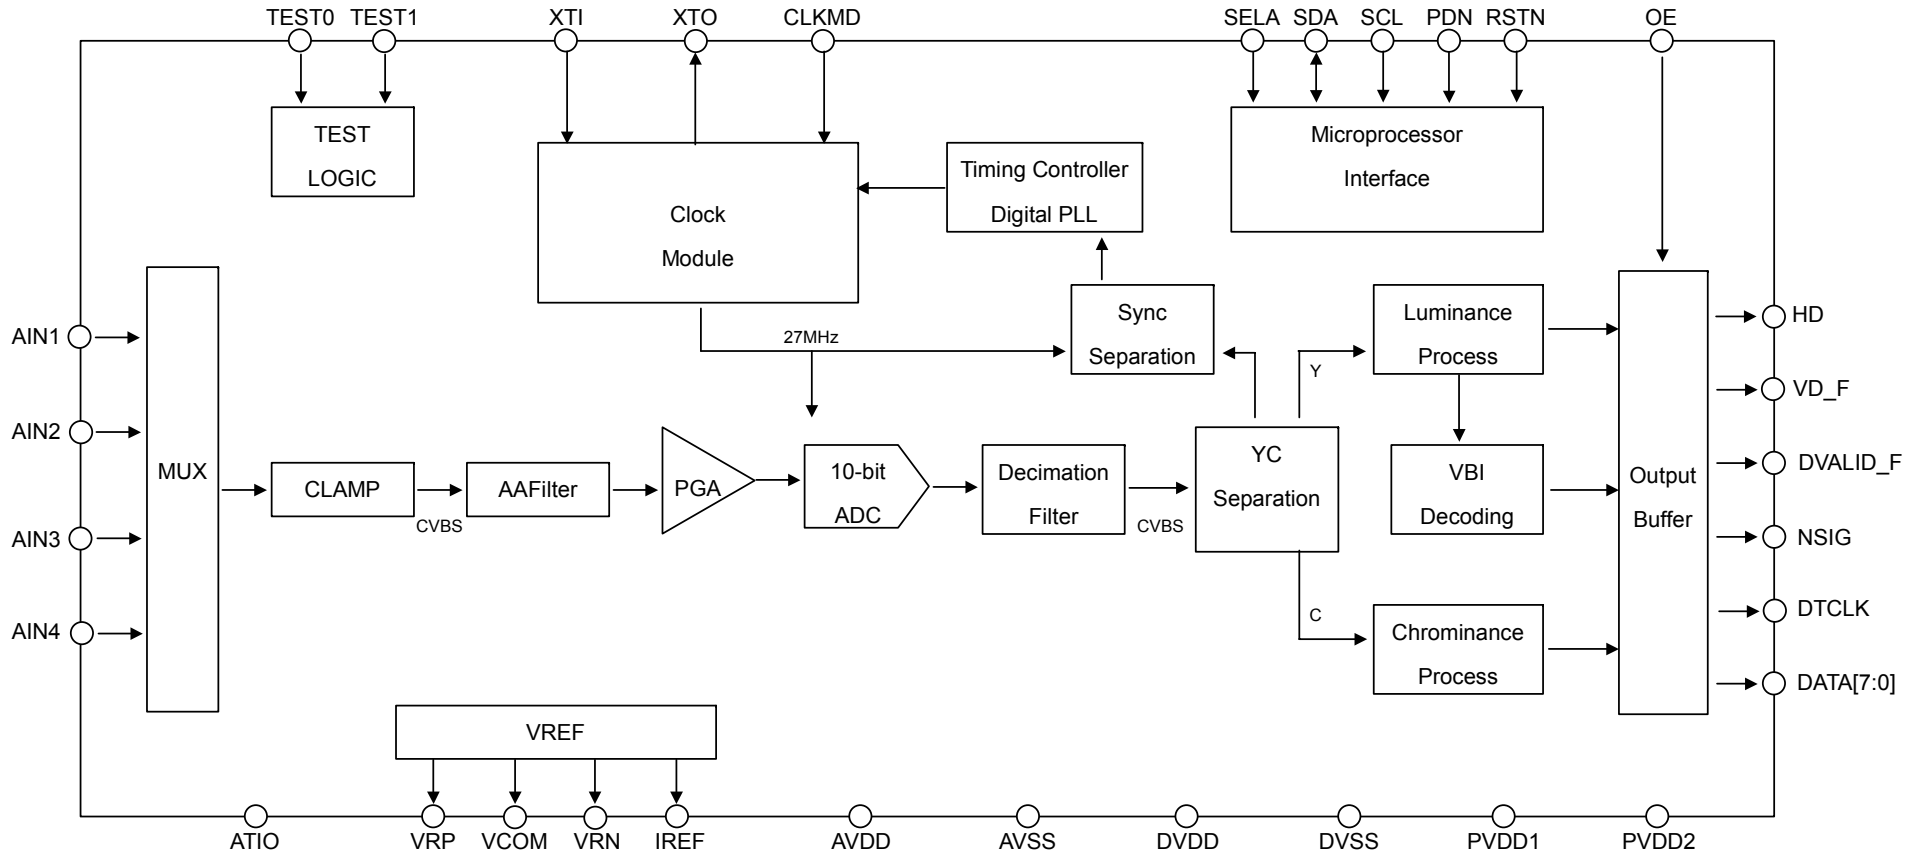 TEST0 TEST1 XTI XTO CLKMD SELA SDA SCL PDN RSTN OE
TEST
LOGIC
Clock
Module
Timing Controller
Digital PLL
Microprocessor
Interface
Sync
Separation
Luminance
Process
27MHz
Y
AIN1
AIN2
AIN3
AIN4
MUX
CLAMP
CVBS
AAFilter
PGA
10-bit
ADC
Decimation
Filter
CVBS
YC
Separation
VBI
Decoding
C
Chrominance
Process
Output
Buffer
HD
VD_F
DVALID_F
NSIG
DTCLK
DATA[7:0]
VREF
ATIO VRP VCOM VRN IREF AVDD AVSS DVDD DVSS PVDD1 PVDD2